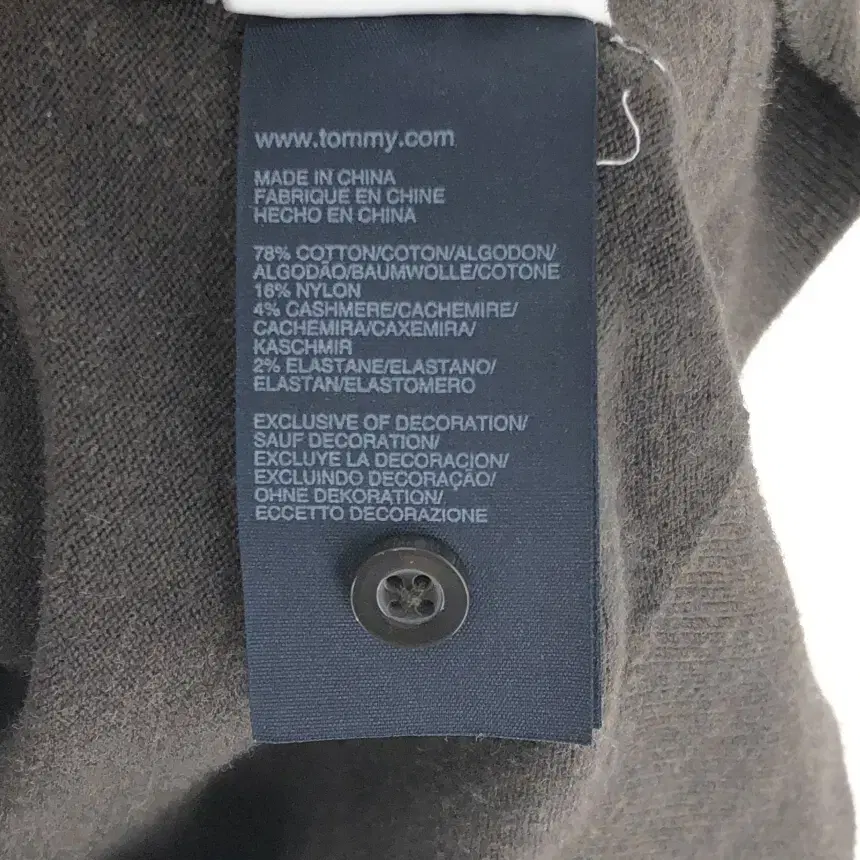 www.tommy.com
MADE IN CHINA
FABRIQUE EN CHINE
HECHO EN CHINA
78% COTTON/COTON/ALGODON/
ALGODÃO/BAUMWOLLE/COTONE
16% NYLON
4% CASHMERE/CACHEMIRE/
CACHEMIRA/CAXEMIRA/
KASCHMIR
2% ELASTANE/ELASTANO/
ELASTAN/ELASTOMERO
EXCLUSIVE OF DECORATION/
SAUF DECORATION/
EXCLUYE LA DECORACION/
EXCLUINDO DECORAÇÃO/
OHNE DEKORATION/
ECCETTO DECORAZIONE